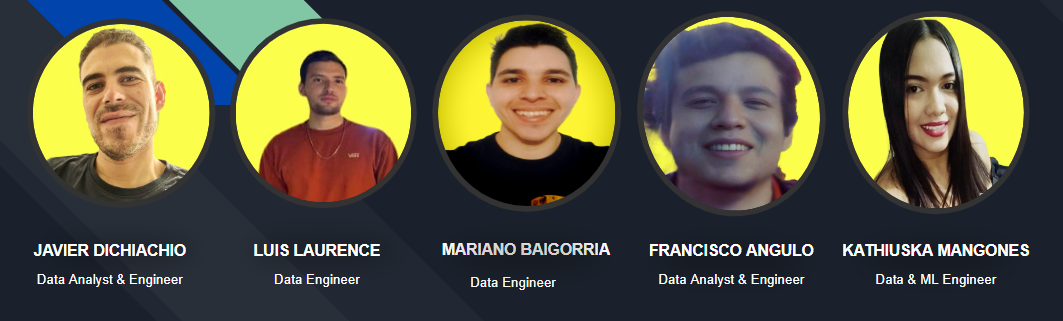 JAVIER DICHIACHIO
Data Analyst & Engineer
LUIS LAURENCE
Data Engineer
MARIANO BAIGORRIA
Data Engineer
FRANCISCO ANGULO
Data Analyst & Engineer
KATHIUSKA MANGONES
Data & ML Engineer